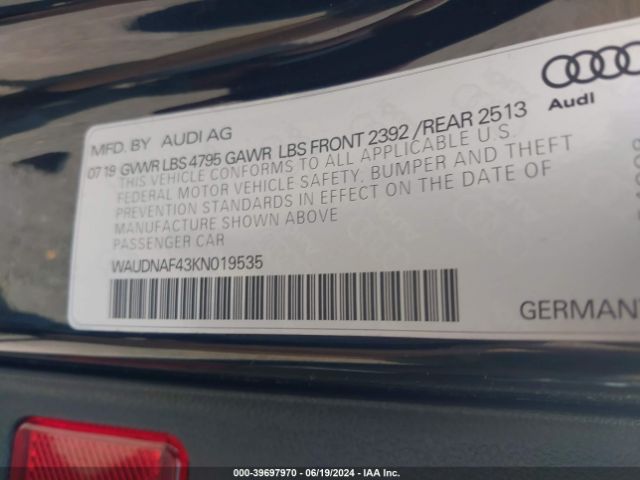 Audi
MFD. BY AUDI AG
07 19 GVWR LBS 4795 GAWR LBS FRONT 2392 / REAR 2513
THIS VEHICLE CONFORMS TO ALL APPLICABLE U.S.
FEDERAL MOTOR VEHICLE SAFETY, BUMPER AND THEFT
PREVENTION STANDARDS IN EFFECT ON THE DATE OF
MANUFACTURE SHOWN ABOVE
PASSENGER CAR
WAUDNAF43KN019535
GERMANY
000-39697970 - 06/19/2024 - IAA Inc.